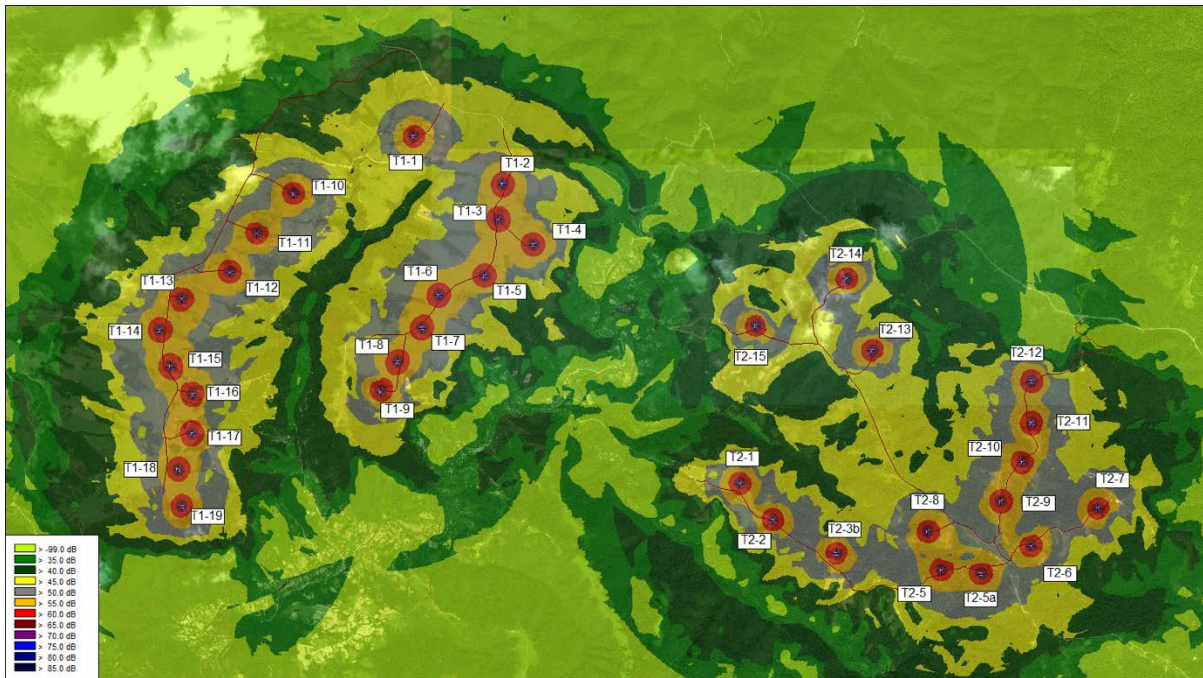 T1-1
T1-2
T1-10
T1-3
T1-4
T1-11
T1-12
T1-13
T1-6
T1-5
T2-14
T1-14
T1-7
T2-13
T1-15
T1-8
T2-15
T2-12
T1-16
T1-9
T2-11
T1-17
T2-10
T1-18
T2-1
T2-7
T1-19
T2-8
T2-9
T2-2
T2-3b
T2-6
T2-5
T2-5a
> -99.0 dB
> 35.0 dB
> 40.0 dB
> 45.0 dB
> 50.0 dB
> 55.0 dB
> 60.0 dB
> 65.0 dB
> 70.0 dB
> 75.0 dB
> 80.0 dB
> 85.0 dB